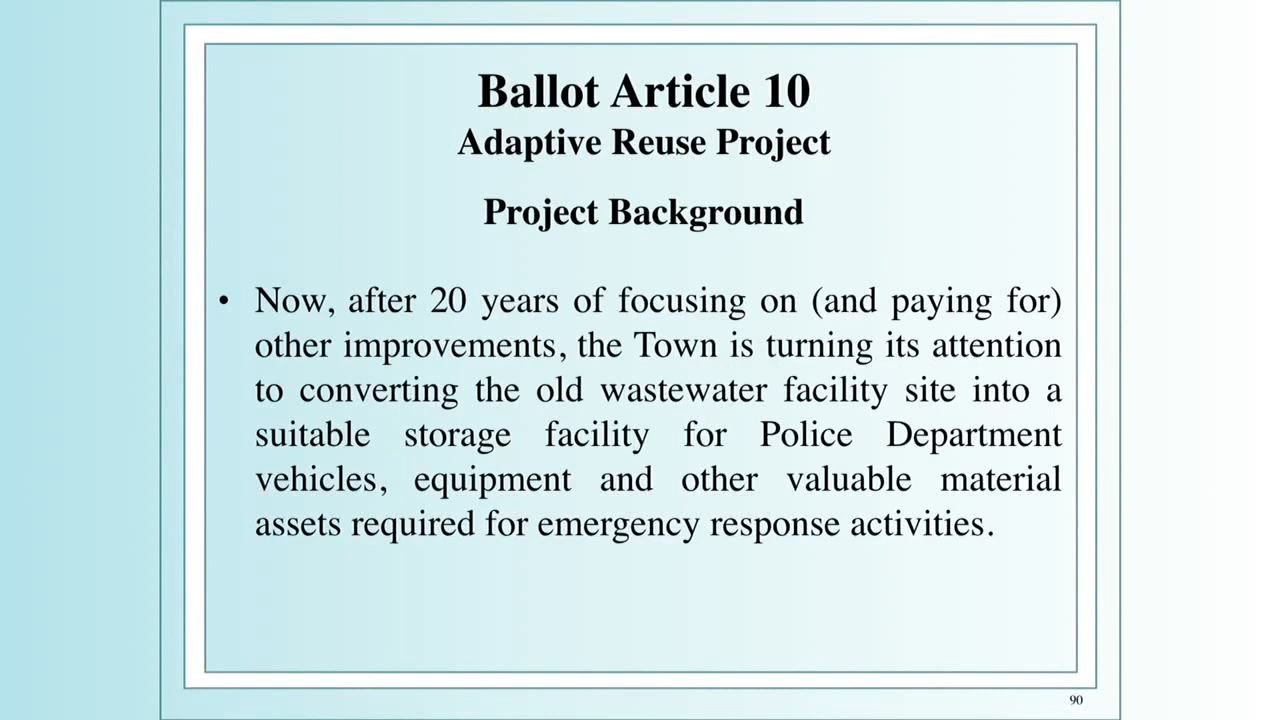 Ballot Article 10
Adaptive Reuse Project
Project Background
• Now, after 20 years of focusing on (and paying for)
other improvements, the Town is turning its attention
to converting the old wastewater facility site into a
suitable storage facility for Police Department
vehicles, equipment and other valuable material
assets required for emergency response activities.
90